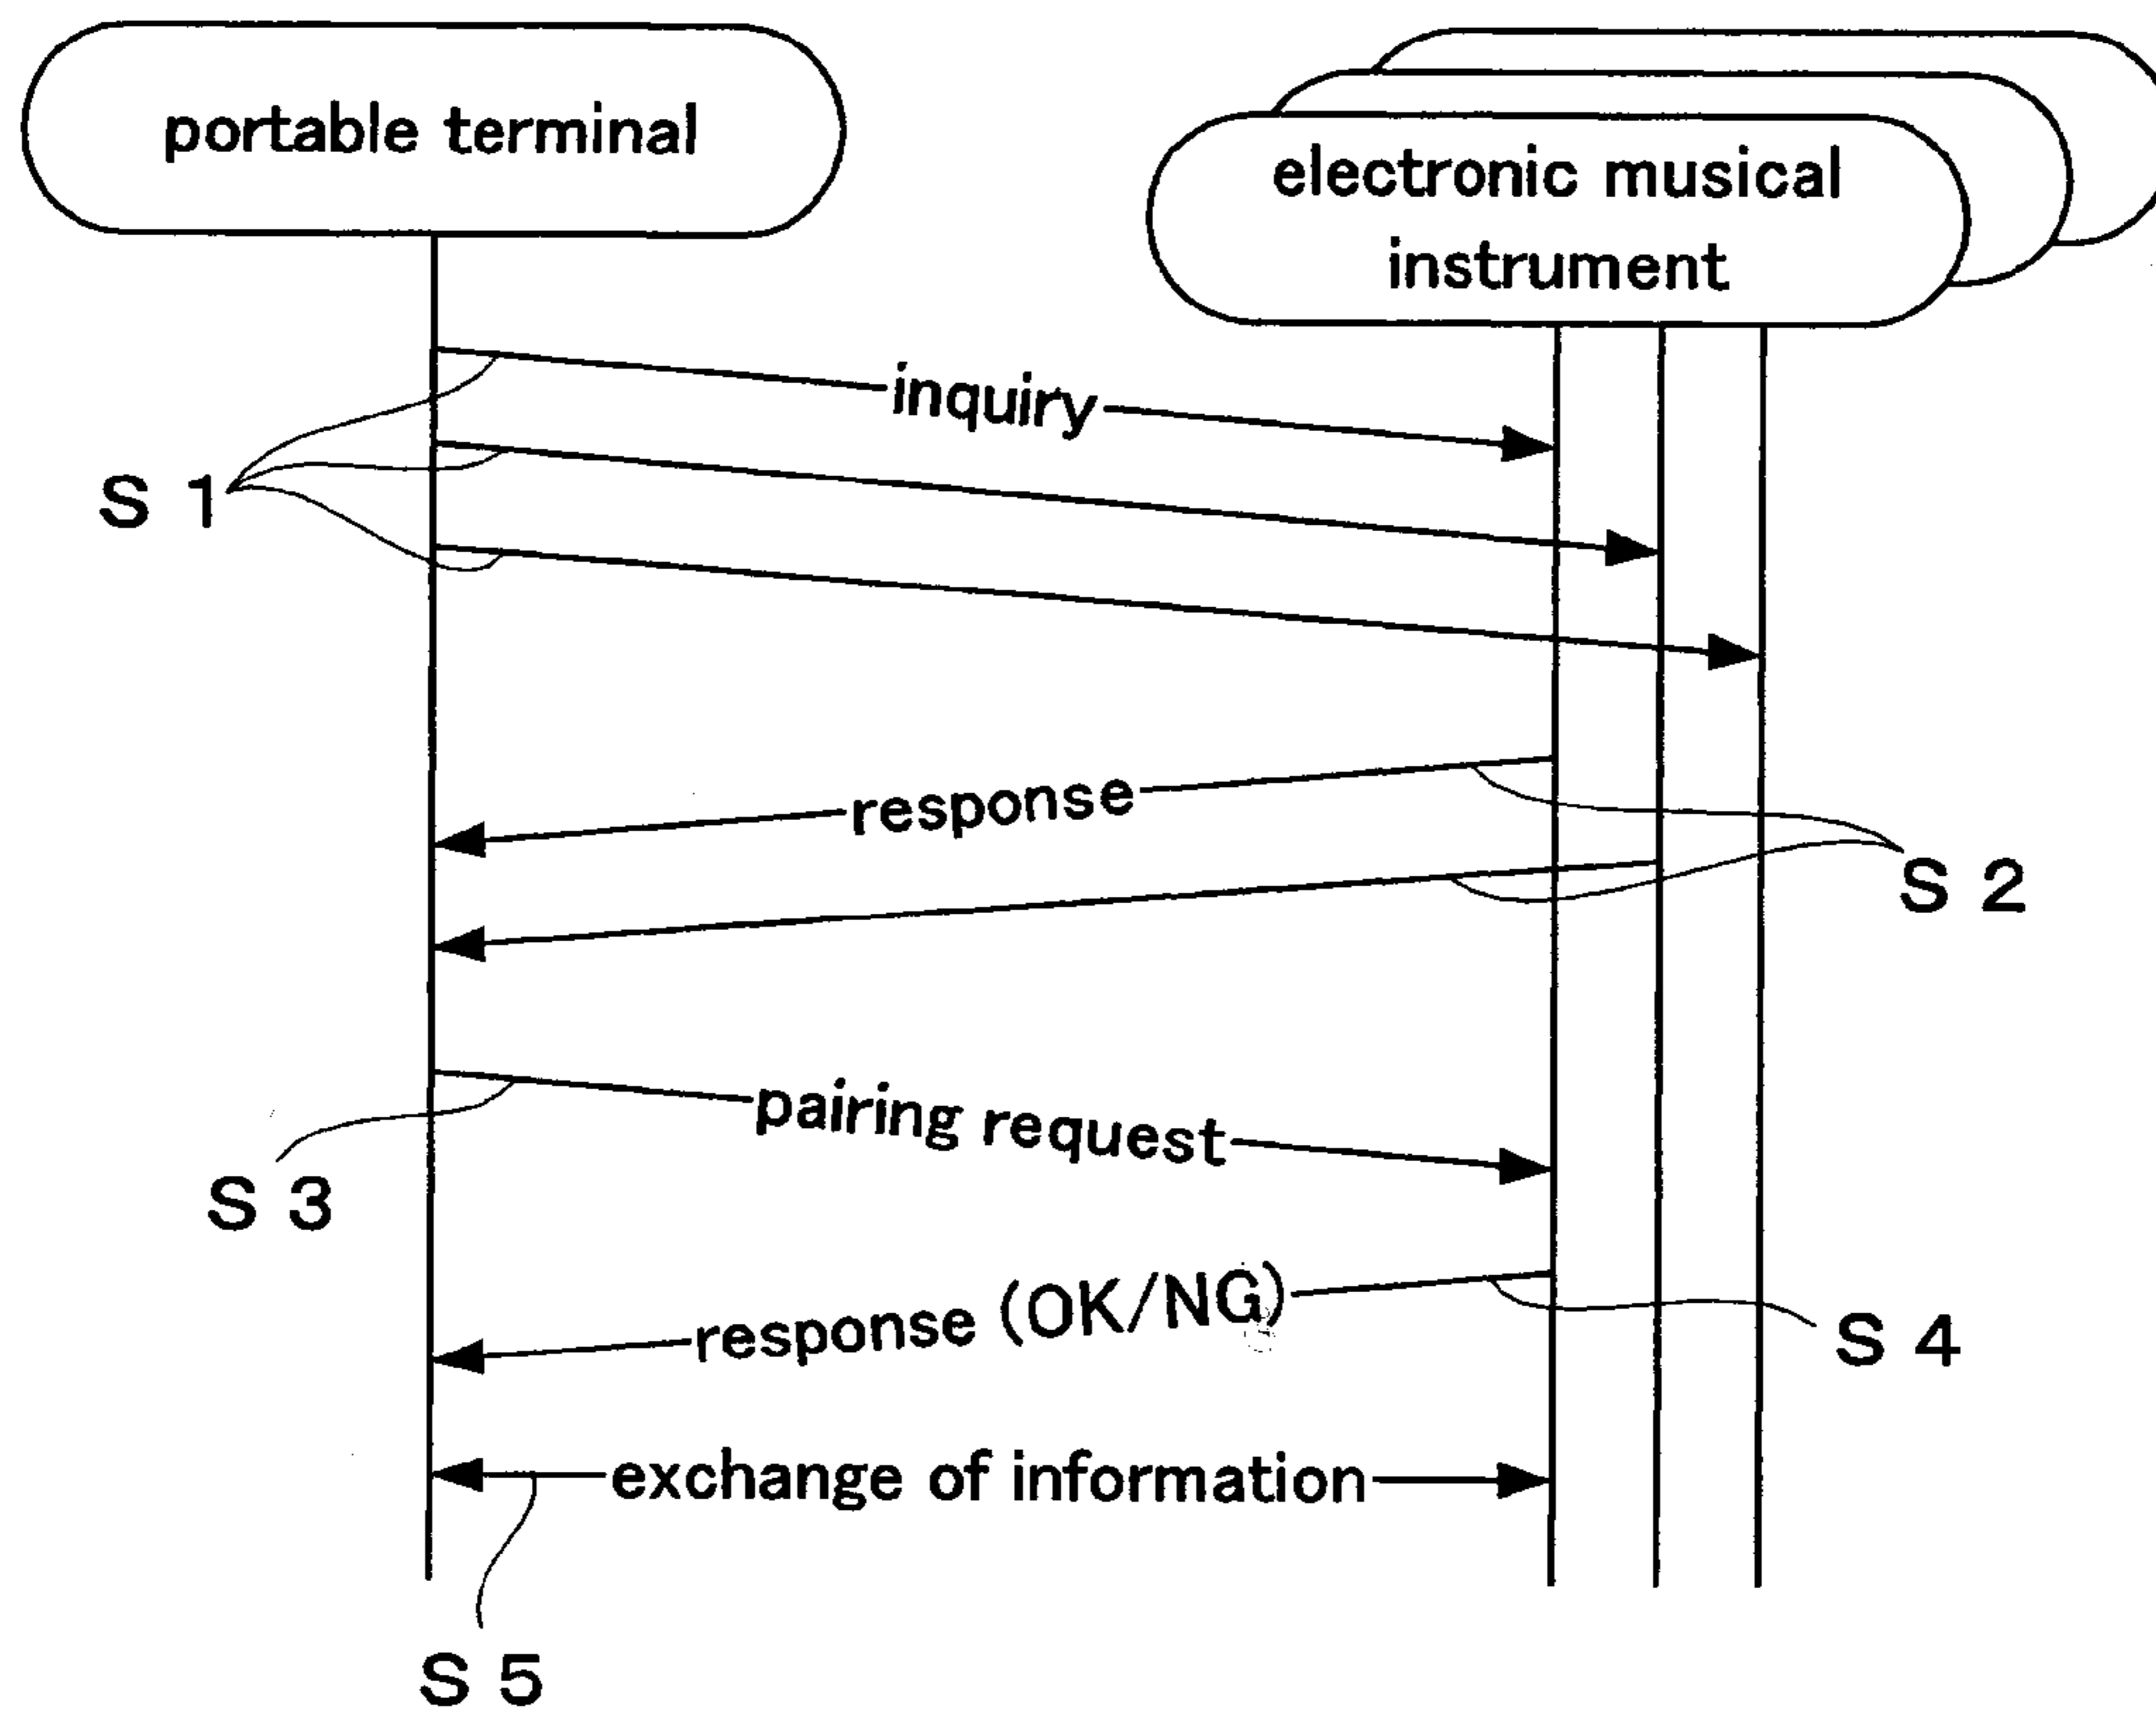 portable terminal
electronic musical
instrument
inquiry
S 1
response
S 2
pairing request
S 3
response (OK/NG)
S 4
exchange of information
S 5